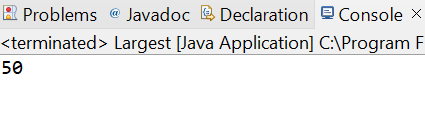 Problems @ Javadoc Declaration Console
<terminated> Largest [Java Application] C:\Program F
50